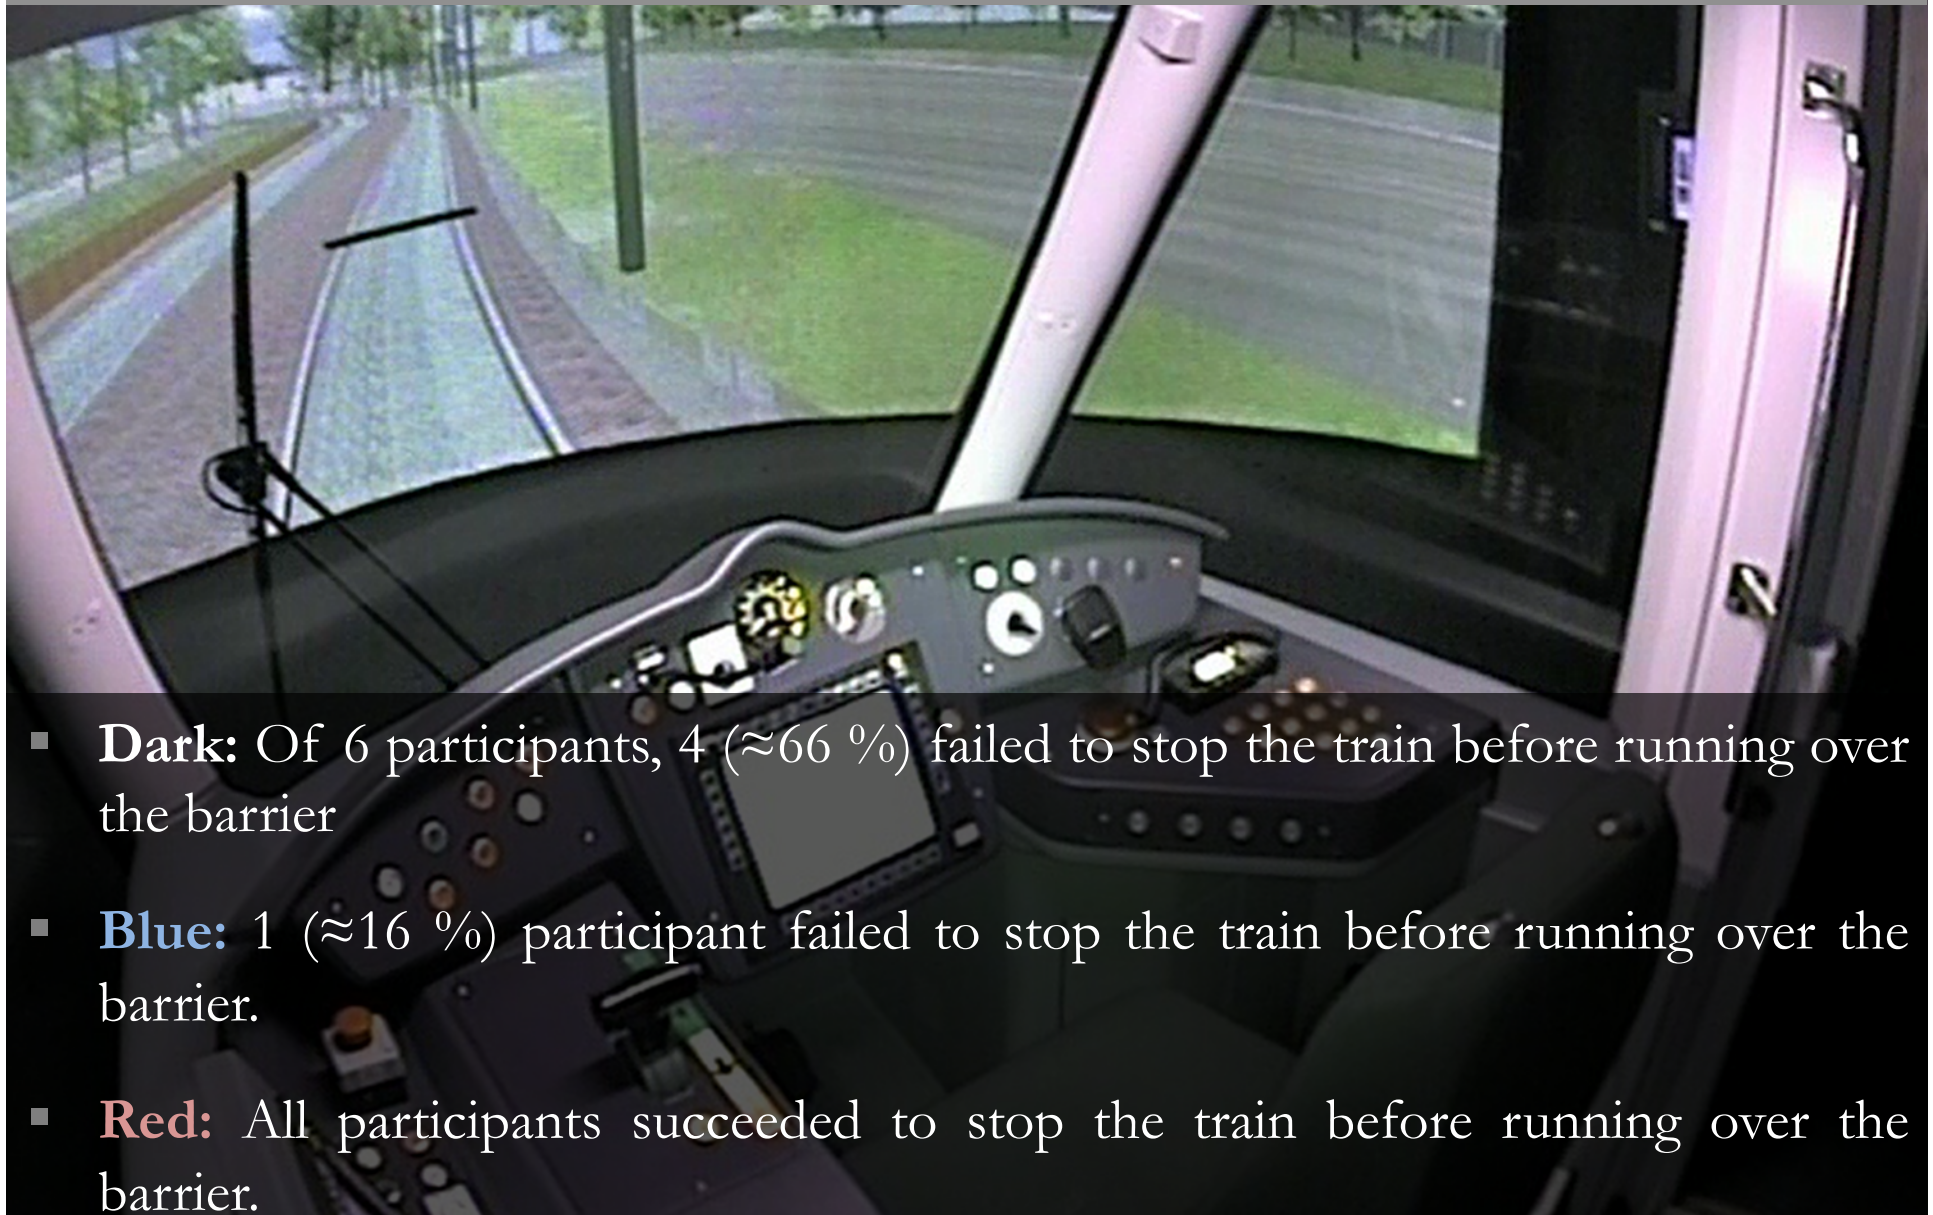 Dark: Of 6 participants, 4 (≈66 %) failed to stop the train before running over
the barrier
Blue: 1 (≈16 %) participant failed to stop the train before running over the
barrier.
Red: All participants succeeded to stop the train before running over the
barrier.